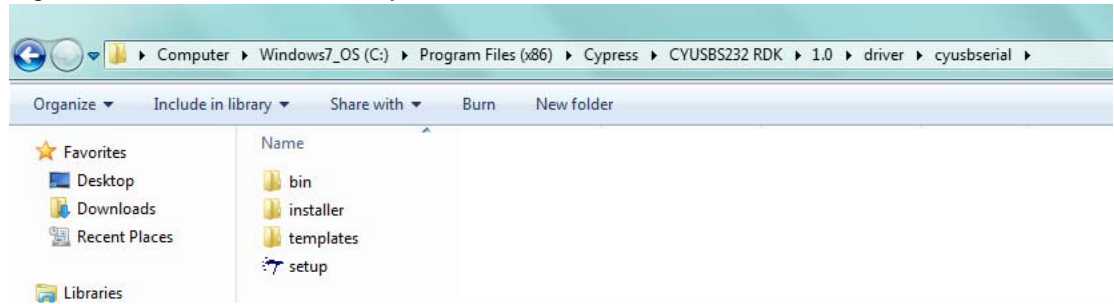 Computer ▸ Windows7_OS (C:) ▸ Program Files (x86) ▸ Cypress ▸ CYUSBS232 RDK ▸ 1.0 ▸ driver ▸ cyusbserial ▸
Organize ▾ Include in library ▾ Share with ▾ Burn New folder
Favorites
Desktop
Downloads
Recent Places
Libraries
Name
bin
installer
templates
setup